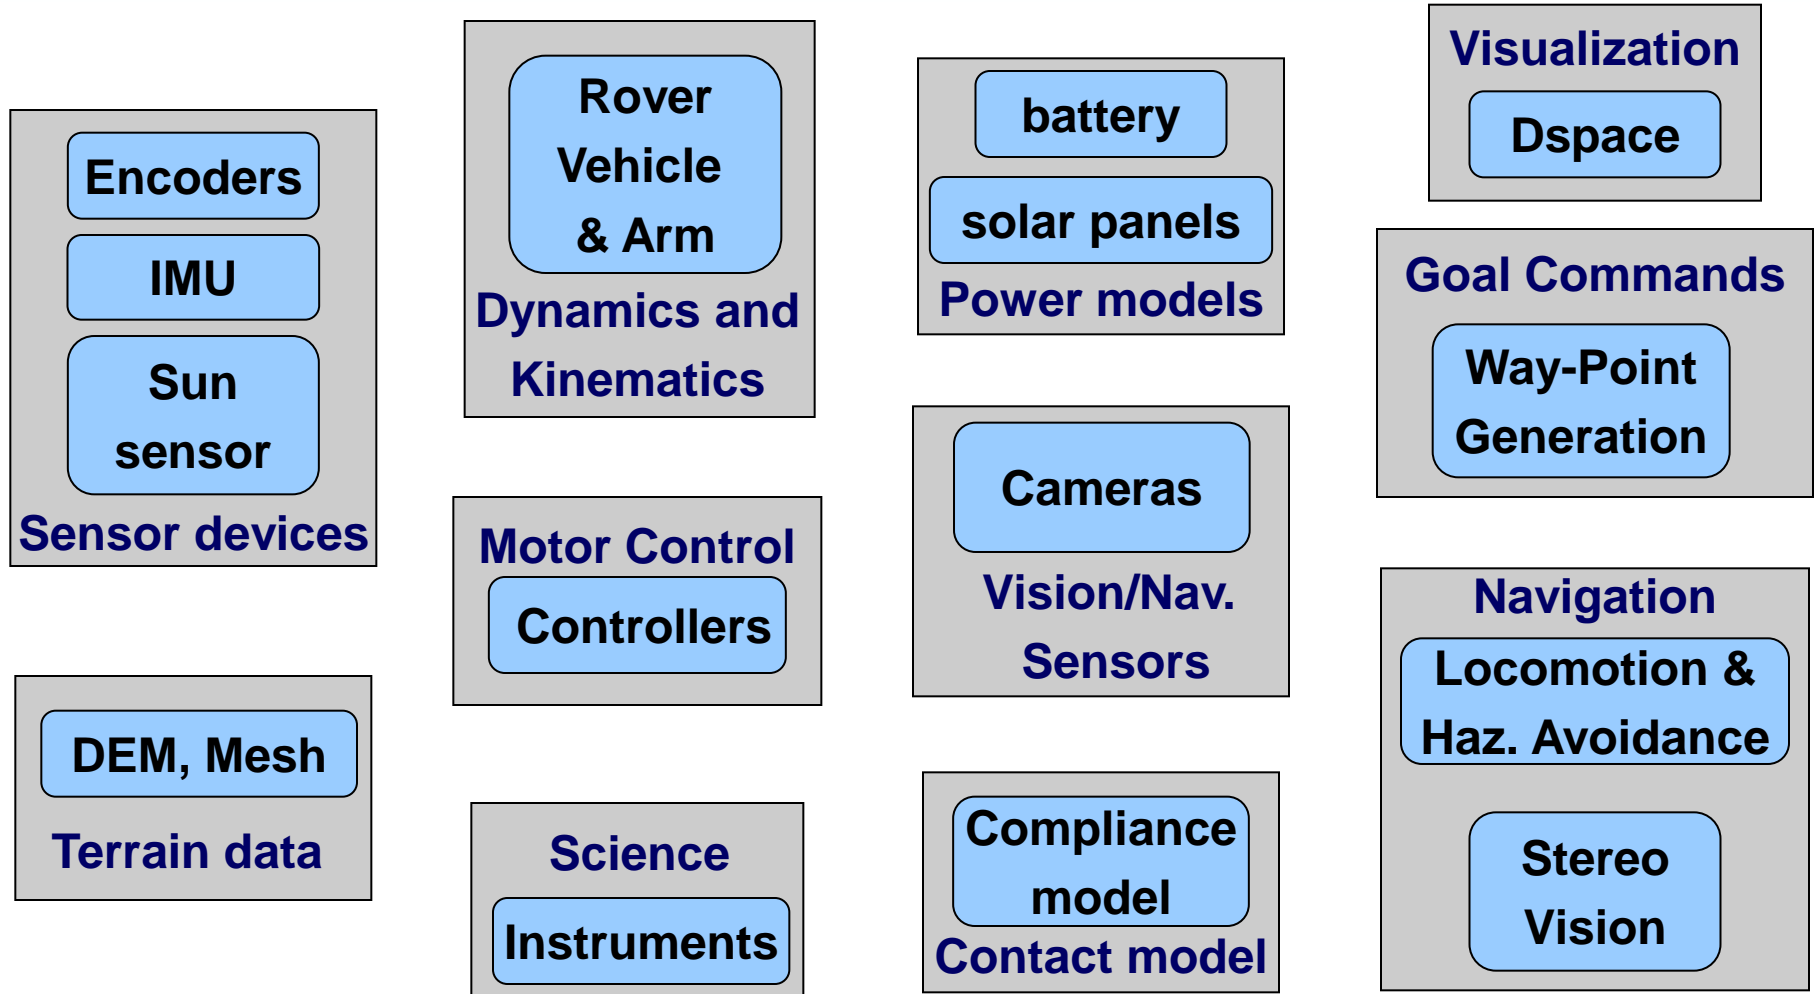 Encoders
IMU
Sun
sensor
Sensor devices
DEM, Mesh
Terrain data
Rover
Vehicle
& Arm
Dynamics and
Kinematics
Motor Control
Controllers
Science
Instruments
battery
solar panels
Power models
Cameras
Vision/Nav.
Sensors
Compliance
model
Contact model
Visualization
Dspace
Goal Commands
Way-Point
Generation
Navigation
Locomotion &
Haz. Avoidance
Stereo
Vision